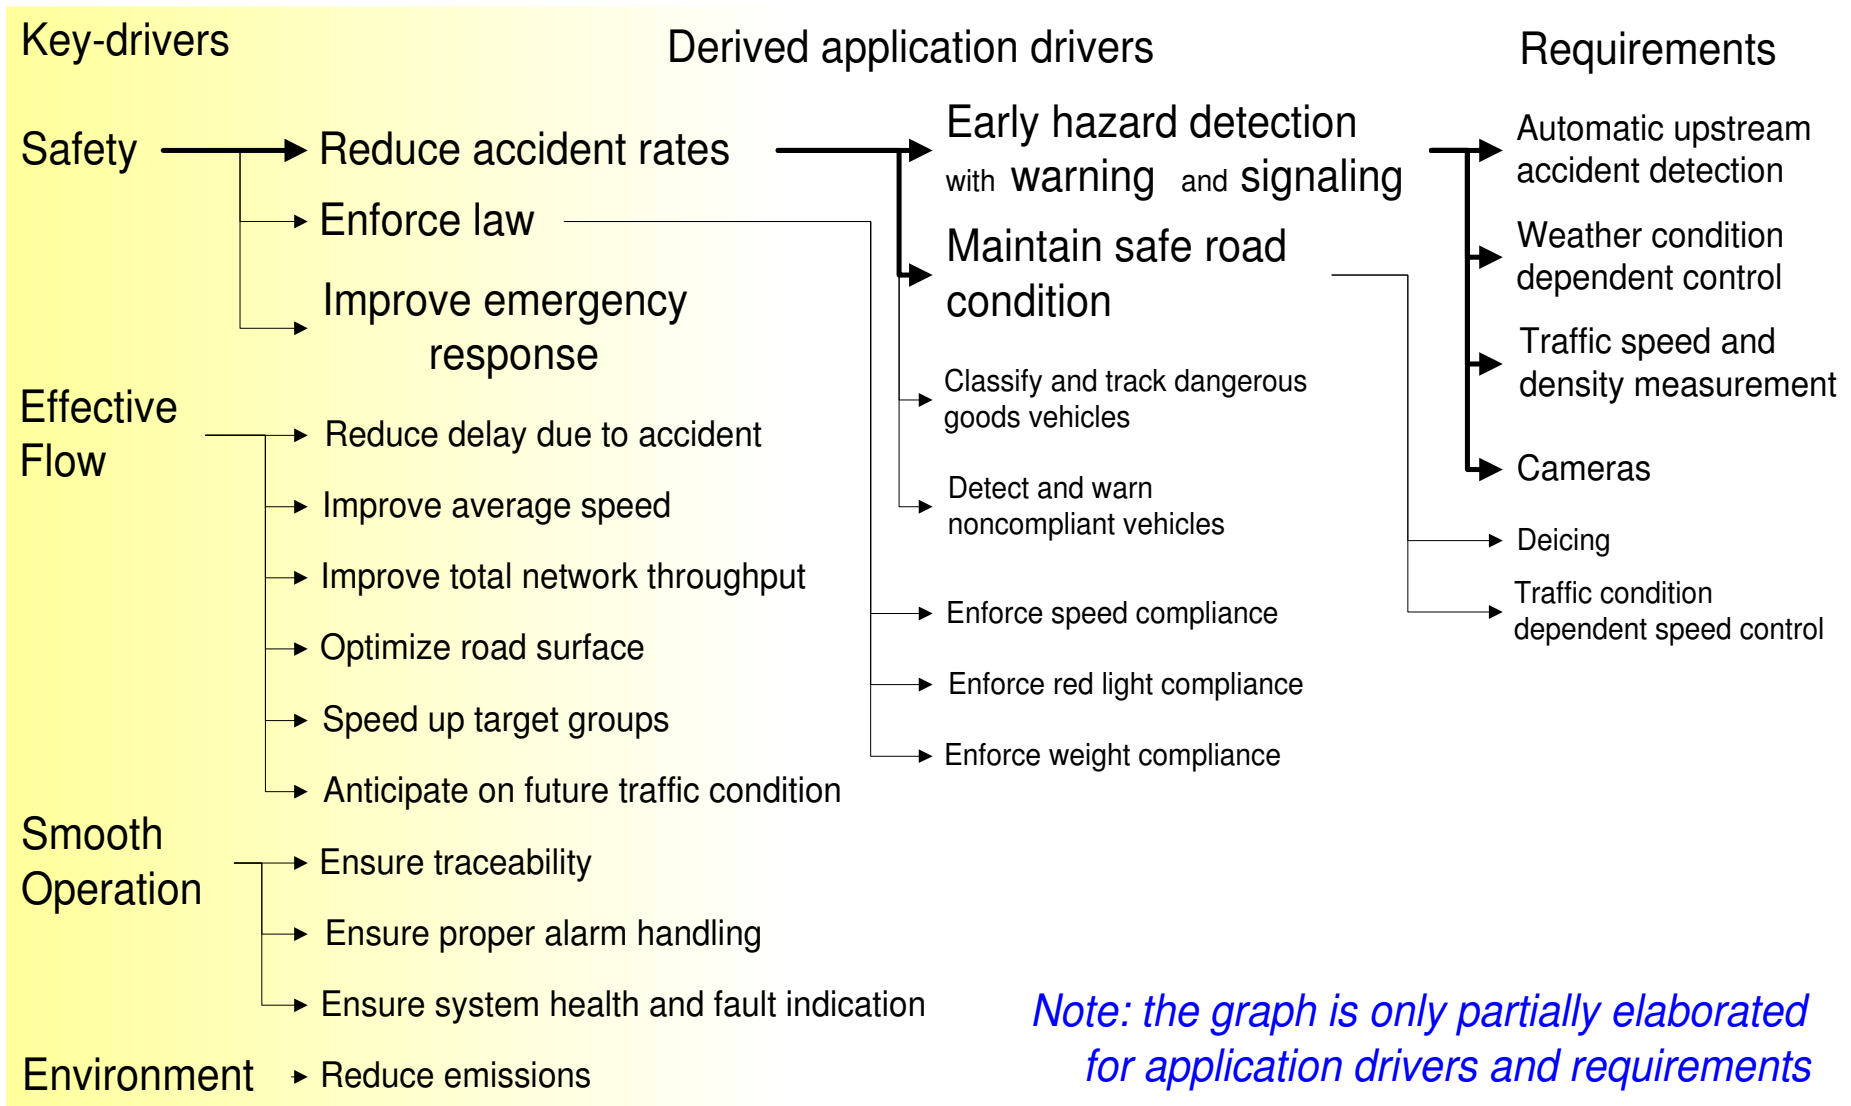 Key-drivers
Derived application drivers
Requirements
Safety
Reduce accident rates
Enforce law
Improve emergency
response
Effective
Flow
Reduce delay due to accident
Improve average speed
Improve total network throughput
Optimize road surface
Speed up target groups
Anticipate on future traffic condition
Smooth
Operation
Ensure traceability
Ensure proper alarm handling
Ensure system health and fault indication
Environment
Reduce emissions
Early hazard detection
with warning and signaling
Maintain safe road
condition
Classify and track dangerous
goods vehicles
Detect and warn
noncompliant vehicles
Enforce speed compliance
Enforce red light compliance
Enforce weight compliance
Automatic upstream
accident detection
Weather condition
dependent control
Traffic speed and
density measurement
Cameras
Deicing
Traffic condition
dependent speed control
Note: the graph is only partially elaborated
for application drivers and requirements